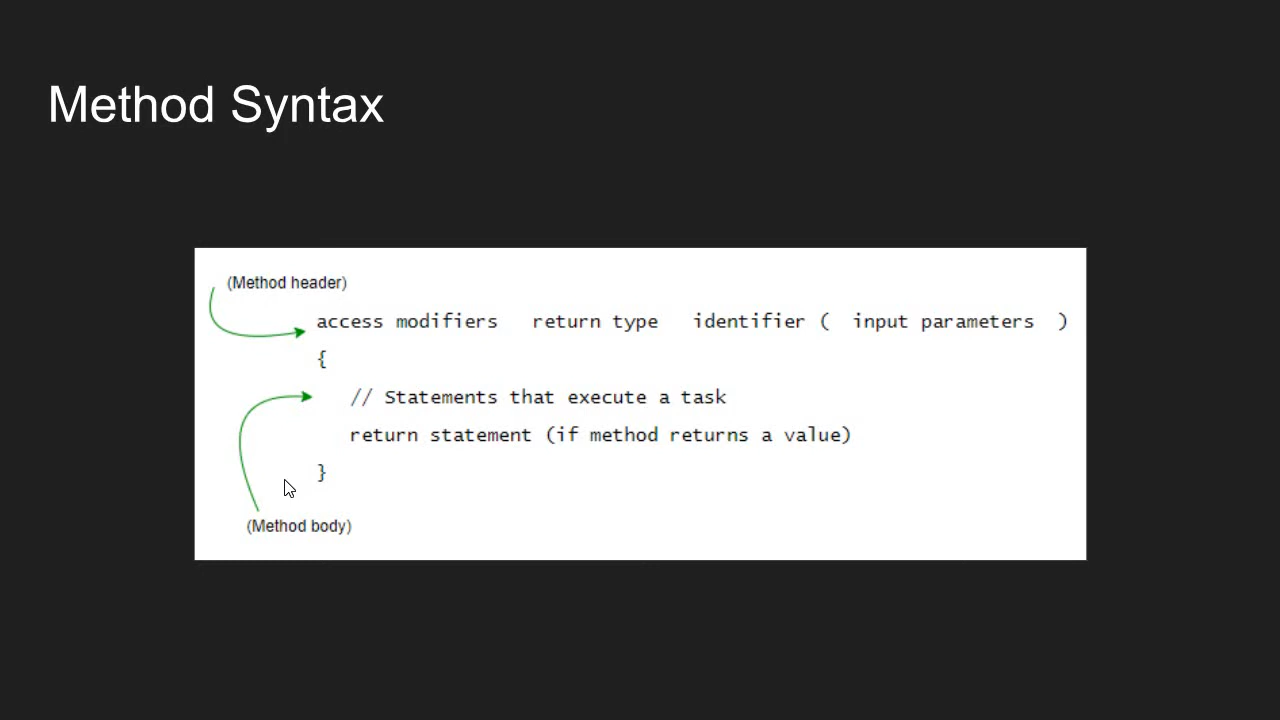 Method Syntax
(Method header)
access modifiers return type identifier ( input parameters )
{
// Statements that execute a task
return statement (if method returns a value)
}
(Method body)